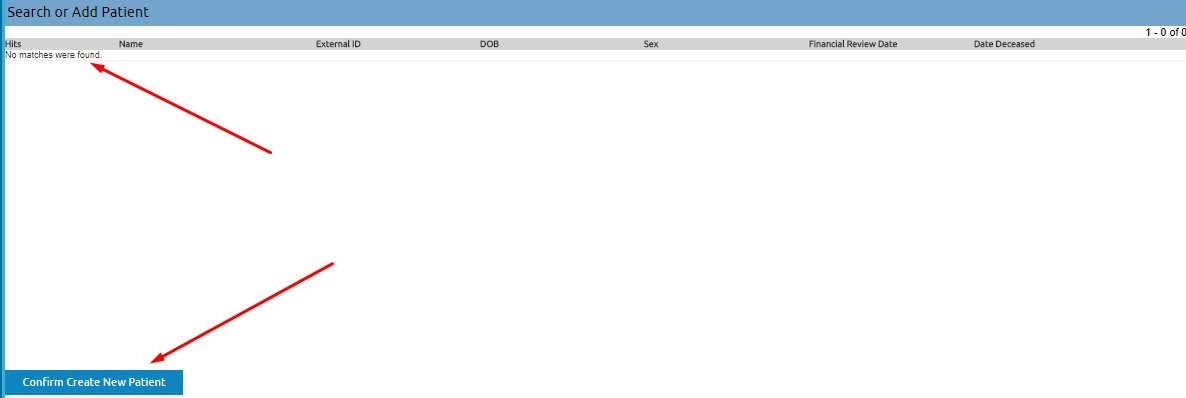 Search or Add Patient
1 - 0 of 0
Hits Name External ID DOB Sex Financial Review Date Date Deceased
No matches were found.
Confirm Create New Patient